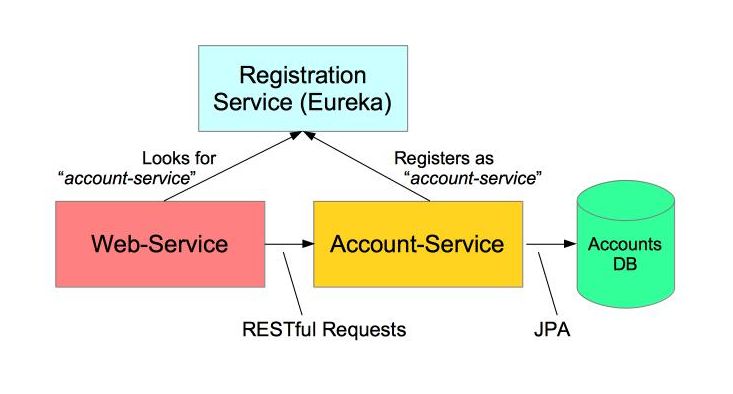 Registration
Service (Eureka)
Looks for
“account-service”
Registers as
“account-service”
Web-Service
Account-Service
Accounts
DB
RESTful Requests
JPA